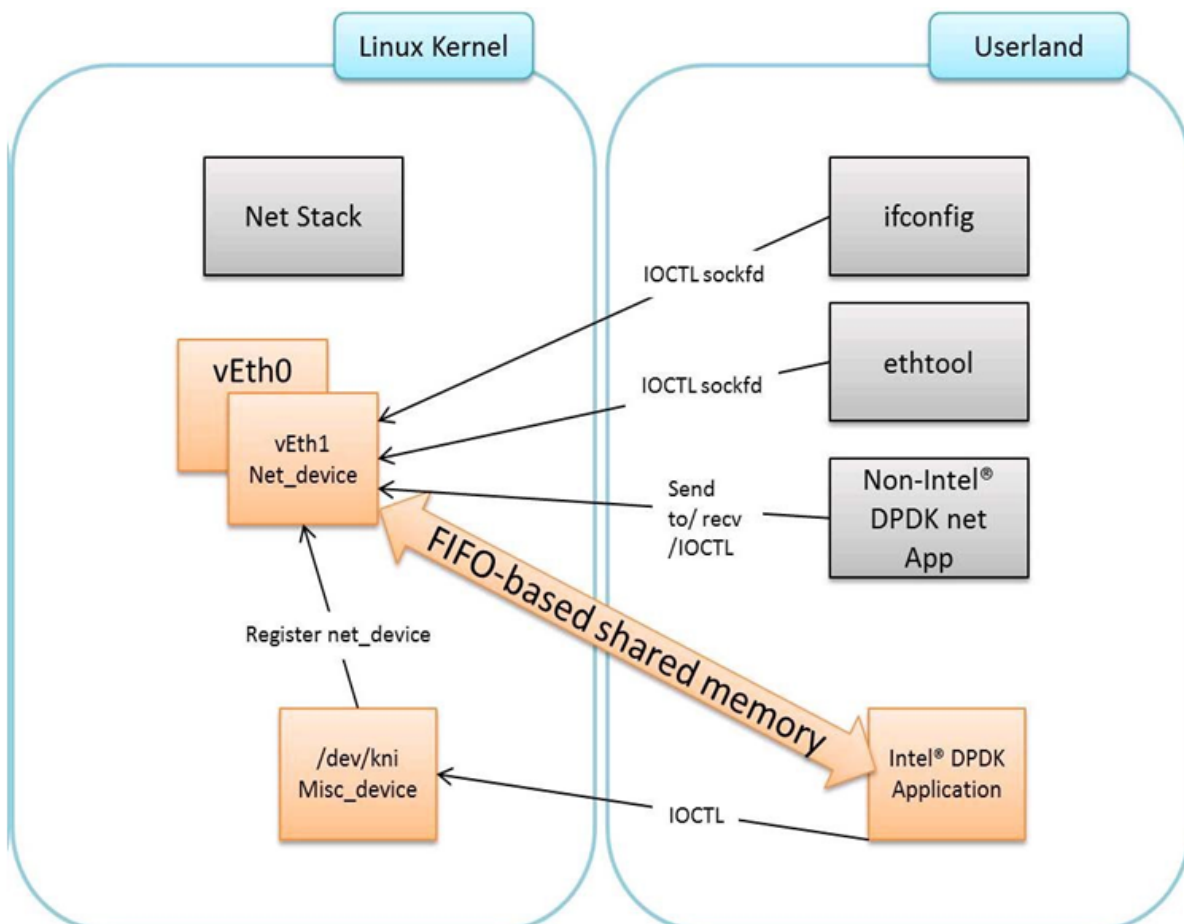 Linux Kernel
Userland
Net Stack
ifconfig
IOCTL sockfd
vEth0
ethtool
IOCTL sockfd
vEth1
Net_device
Non-Intel®
DPDK net
App
Send
to/ recv
/IOCTL
FIFO-based shared memory
Register net_device
/dev/kni
Misc_device
Intel® DPDK
Application
IOCTL